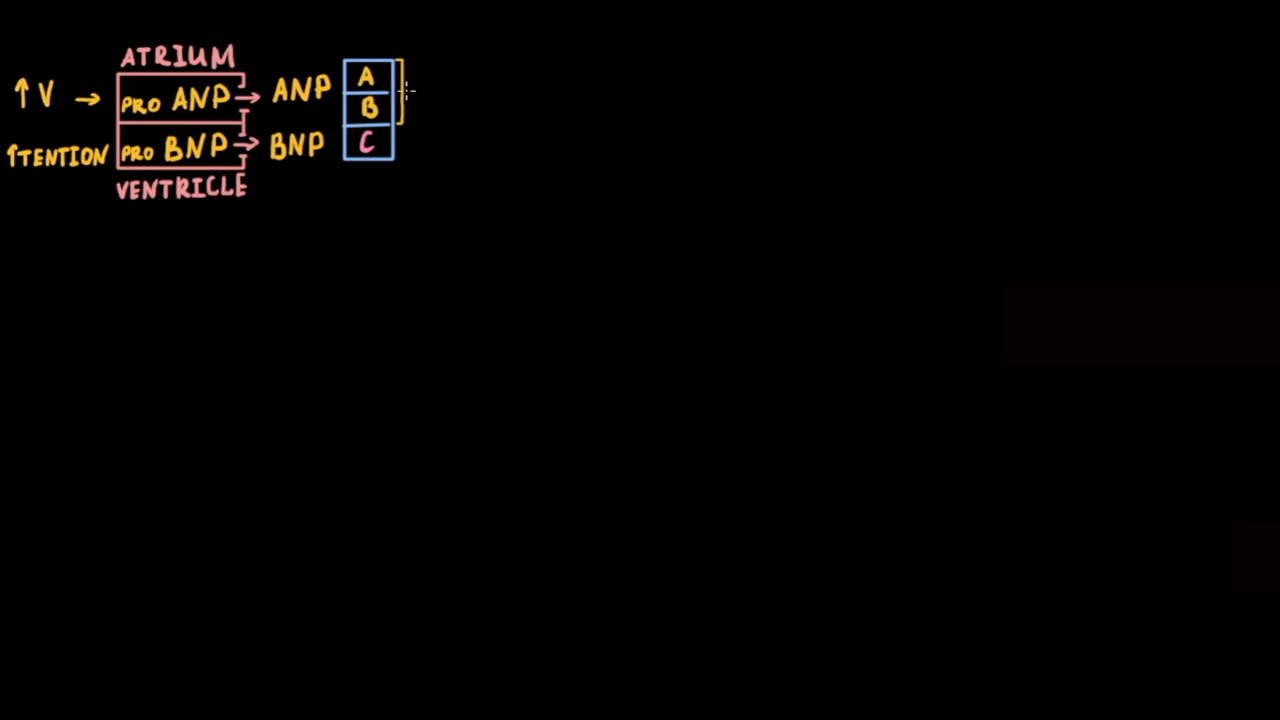 ATRIUM
↑ V → PRO ANP → ANP
↑TENTION PRO BNP → BNP
VENTRICLE
A
B
C